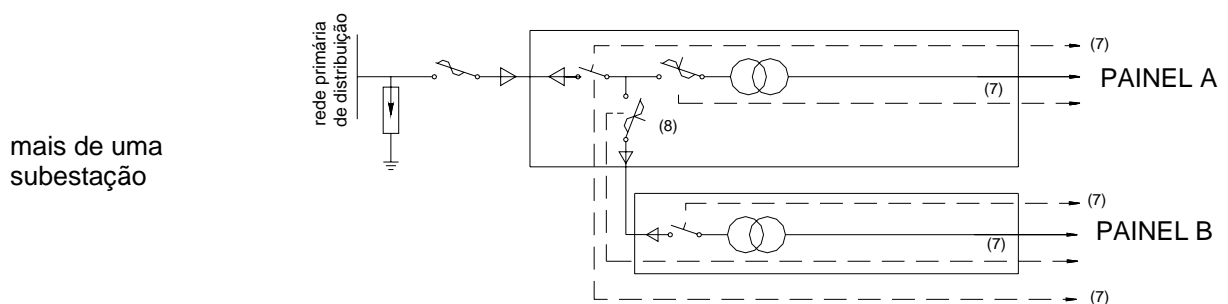 mais de uma
subestação
rede primária
de distribuição
(7)
PAINEL A
(7)
(8)
(7)
PAINEL B
(7)
(7)